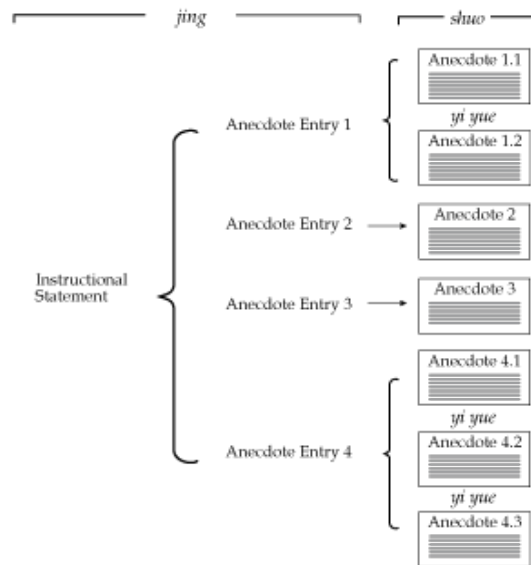 jing
shuo
Anecdote 1.1
yi yue
Anecdote Entry 1
Anecdote 1.2
Anecdote Entry 2
Anecdote 2
Instructional
Statement
Anecdote Entry 3
Anecdote 3
Anecdote 4.1
yi yue
Anecdote Entry 4
Anecdote 4.2
yi yue
Anecdote 4.3